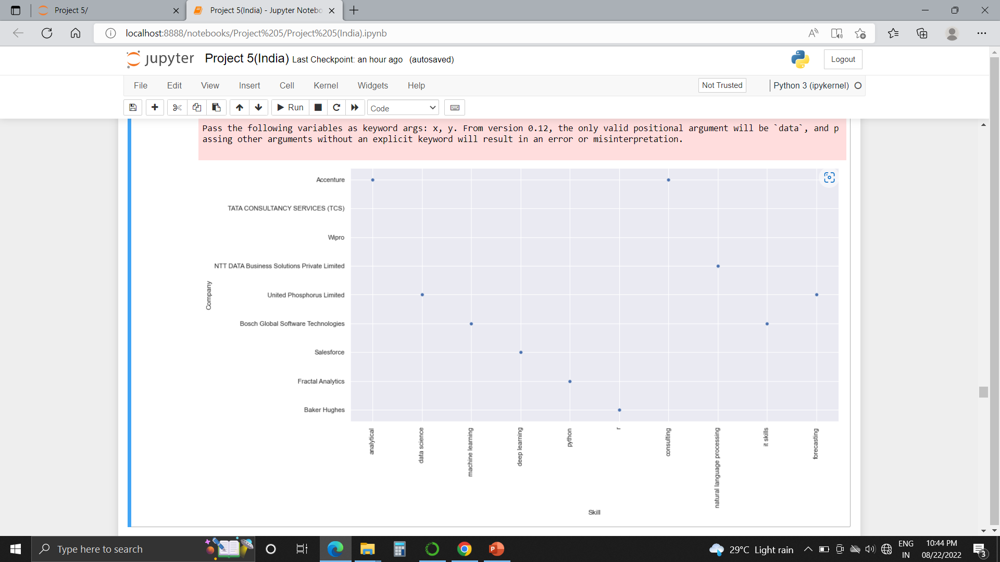 Project 5/
Project 5(India) - Jupyter Notebo
localhost:8888/notebooks/Project%205/Project%205(India).ipynb
jupyter Project 5(India) Last Checkpoint: an hour ago (autosaved)
Logout
File Edit View Insert Cell Kernel Widgets Help
Not Trusted
Python 3 (ipykernel)
Run
Code
Pass the following variables as keyword args: x, y. From version 0.12, the only valid positional argument will be `data`, and p
assing other arguments without an explicit keyword will result in an error or misinterpretation.
Accenture
TATA CONSULTANCY SERVICES (TCS)
Wipro
NTT DATA Business Solutions Private Limited
United Phosphorus Limited
Bosch Global Software Technologies
Salesforce
Fractal Analytics
Baker Hughes
Company
analytical
data science
machine learning
deep learning
python
r
consulting
natural language processing
it skills
forecasting
Skill
Type here to search
29°C Light rain
ENG
IN
10:44 PM
08/22/2022
3